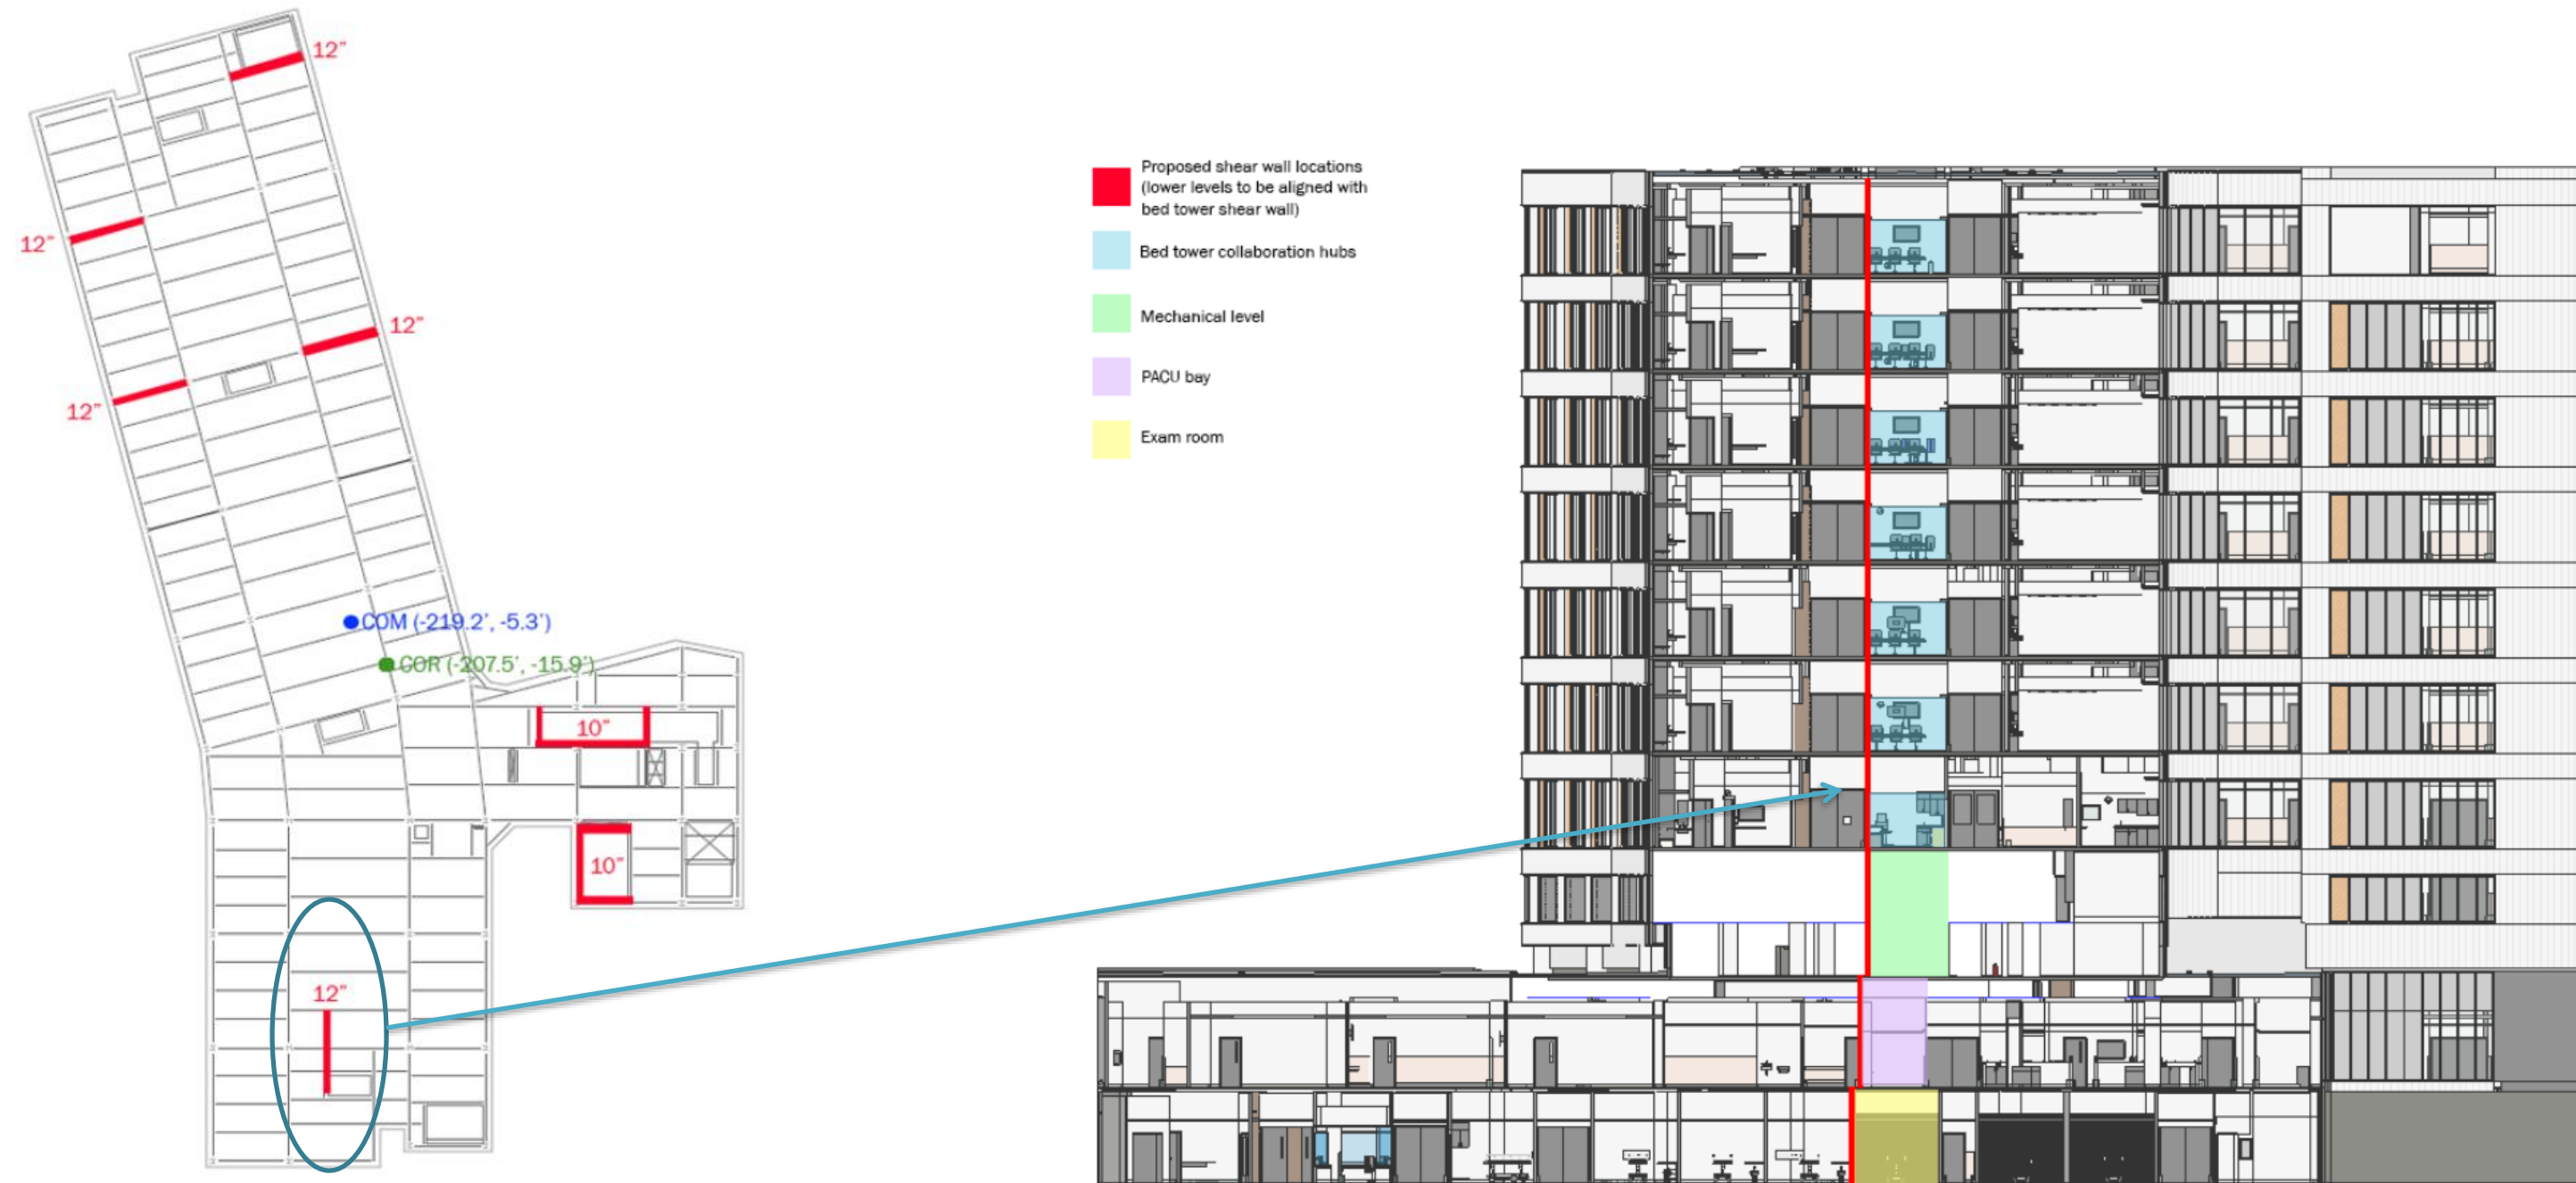 12”
12”
12”
12”
COM (-219.2', -5.3')
COR (-207.5', -15.9')
10”
10”
12”
Proposed shear wall locations
(lower levels to be aligned with
bed tower shear wall)
Bed tower collaboration hubs
Mechanical level
PACU bay
Exam room